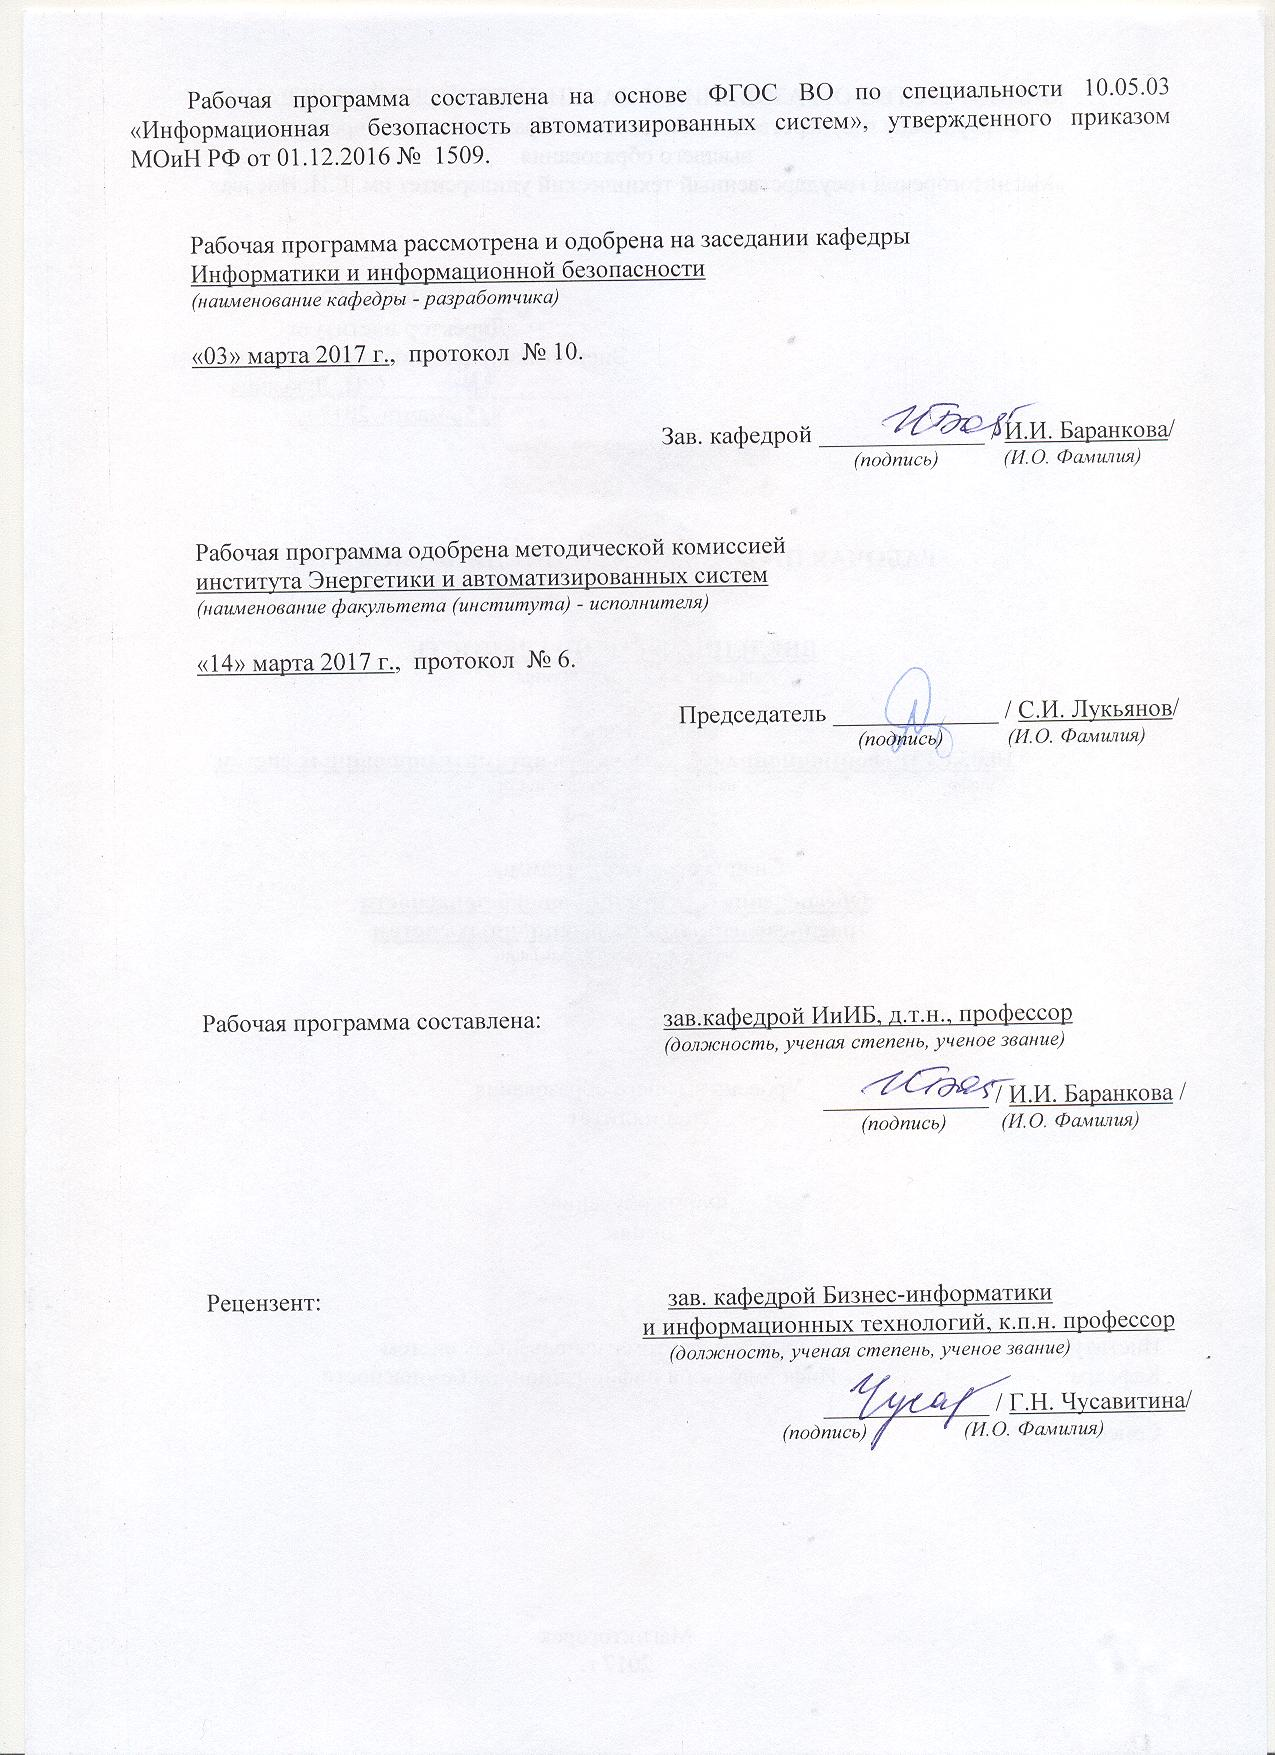 Рабочая программа составлена на основе ФГОС ВО по специальности 10.05.03
«Информационная безопасность автоматизированных систем», утвержденного приказом
МОиН РФ от 01.12.2016 № 1509.
Рабочая программа рассмотрена и одобрена на заседании кафедры
Информатики и информационной безопасности
(наименование кафедры - разработчика)
«03» марта 2017 г., протокол № 10.
Зав. кафедрой _____________ / И.И. Баранкова/
(подпись) (И.О. Фамилия)
Рабочая программа одобрена методической комиссией
института Энергетики и автоматизированных систем
(наименование факультета (института) - исполнителя)
«14» марта 2017 г., протокол № 6.
Председатель _____________ / С.И. Лукьянов/
(подпись) (И.О. Фамилия)
Рабочая программа составлена: зав.кафедрой ИиИБ, д.т.н., профессор
(должность, ученая степень, ученое звание)
_____________ / И.И. Баранкова /
(подпись) (И.О. Фамилия)
Рецензент: зав. кафедрой Бизнес-информатики
и информационных технологий, к.п.н. профессор
(должность, ученая степень, ученое звание)
_____________ / Г.Н. Чусавитина/
(подпись) (И.О. Фамилия)